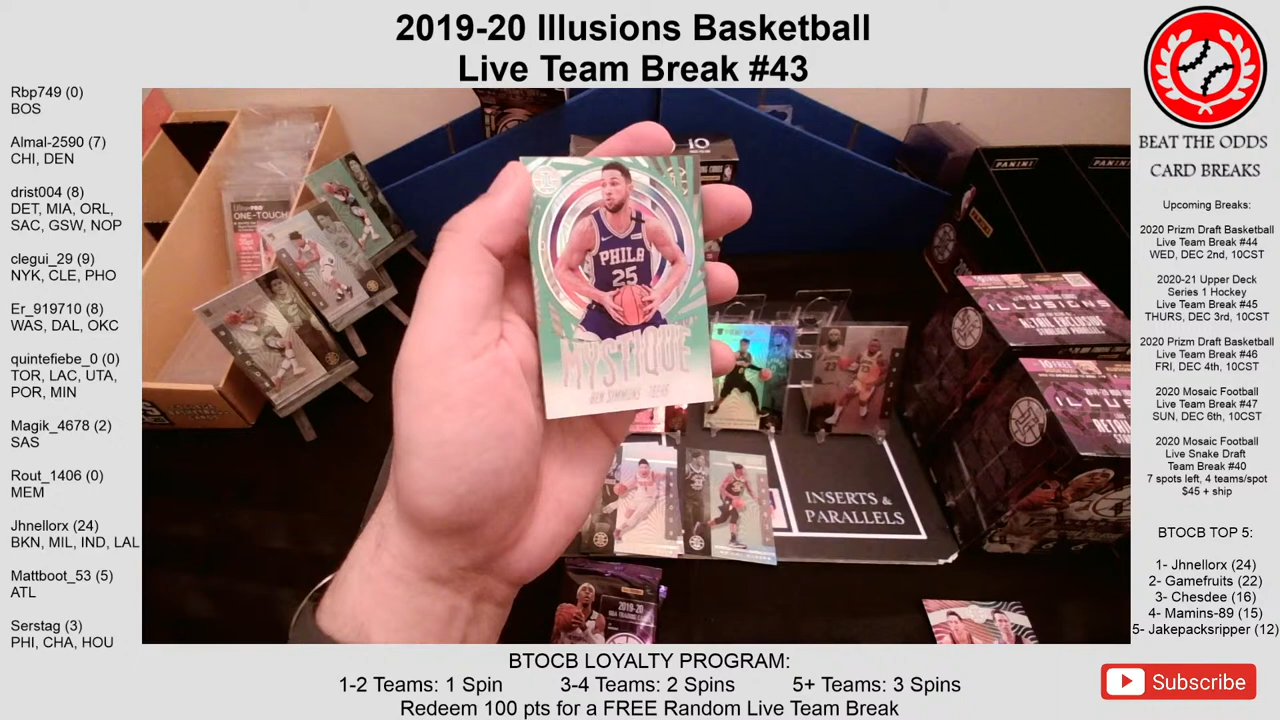 2019-20 Illusions Basketball
Live Team Break #43
Rbp749 (0)
BOS
Almal-2590 (7)
CHI, DEN
drist004 (8)
DET, MIA, ORL,
SAC, GSW, NOP
clegui_29 (9)
NYK, CLE, PHO
Er_919710 (8)
WAS, DAL, OKC
quintefiebe_0 (0)
TOR, LAC, UTA,
POR, MIN
Magik_4678 (2)
SAS
Rout_1406 (0)
MEM
Jhnellorx (24)
BKN, MIL, IND, LAL
Mattboot_53 (5)
ATL
Serstag (3)
PHI, CHA, HOU
ONE-TOUCH
PHILA
25
MYSTIQUE
BEN SIMMONS 76ERS
INSERTS &
PARALLELS
2019-20
PANINI
PANINI
ILLUSIONS
BEAT THE ODDS
CARD BREAKS
Upcoming Breaks:
2020 Prizm Draft Basketball
Live Team Break #44
WED, DEC 2nd, 10CST
2020-21 Upper Deck
Series 1 Hockey
Live Team Break #45
THURS, DEC 3rd, 10CST
2020 Prizm Draft Basketball
Live Team Break #46
FRI, DEC 4th, 10CST
2020 Mosaic Football
Live Team Break #47
SUN, DEC 6th, 10CST
2020 Mosaic Football
Live Snake Draft
Team Break #40
7 spots left, 4 teams/spot
$45 + ship
BTOCB TOP 5:
1- Jhnellorx (24)
2- Gamefruits (22)
3- Chesdee (16)
4- Mamins-89 (15)
5- Jakepacksripper (12)
BTOCB LOYALTY PROGRAM:
1-2 Teams: 1 Spin 3-4 Teams: 2 Spins 5+ Teams: 3 Spins
Redeem 100 pts for a FREE Random Live Team Break
Subscribe